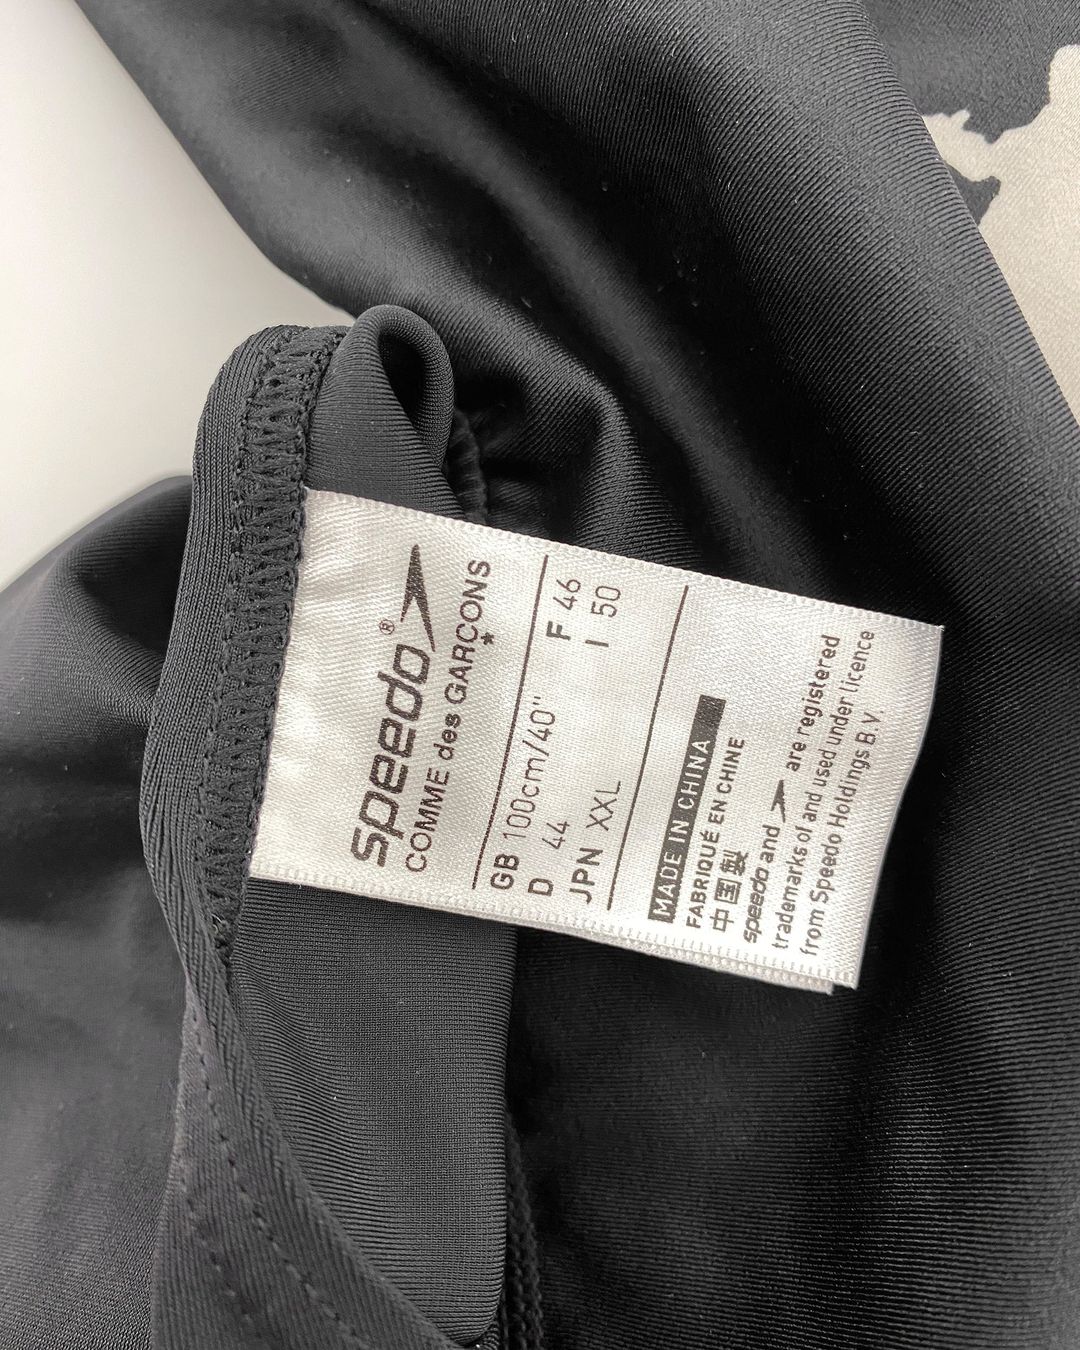 speedo®
COMME des GARÇONS
*
GB 100cm/40" F 46
D 44 I 50
JPN XXL
MADE IN CHINA
FABRIQUÉ EN CHINE
中国製
speedo and are registered
trademarks of and used under licence
from Speedo Holdings B.V.